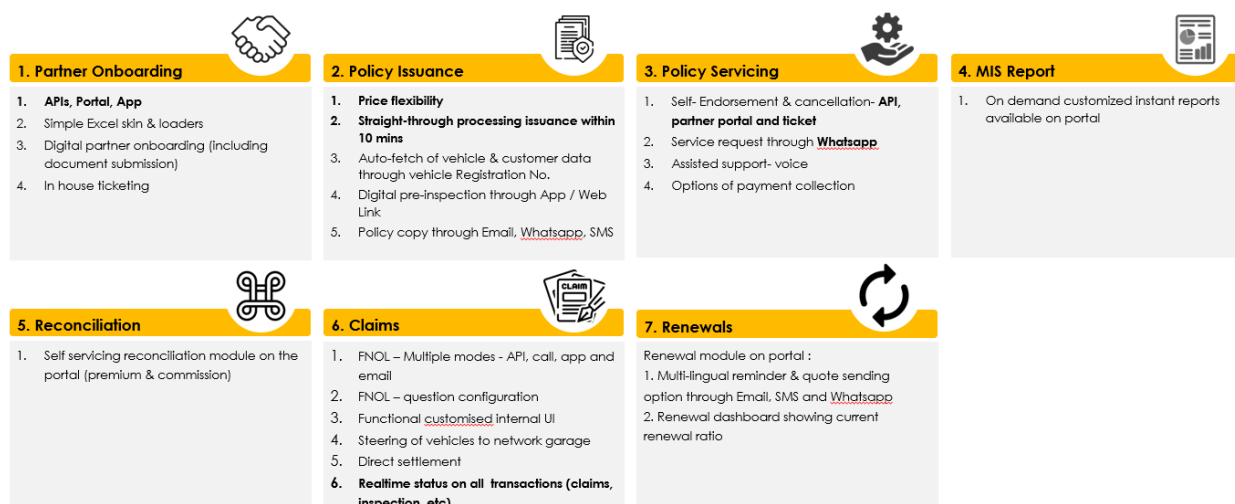 1. Partner Onboarding
1. APIs, Portal, App
2. Simple Excel skin & loaders
3. Digital partner onboarding (including
document submission)
4. In house ticketing
2. Policy Issuance
1. Price flexibility
2. Straight-through processing issuance within
10 mins
3. Auto-fetch of vehicle & customer data
through vehicle Registration No.
4. Digital pre-inspection through App / Web
Link
5. Policy copy through Email, Whatsapp, SMS
3. Policy Servicing
1. Self- Endorsement & cancellation- API,
partner portal and ticket
2. Service request through Whatsapp
3. Assisted support- voice
4. Options of payment collection
4. MIS Report
1. On demand customized instant reports
available on portal
5. Reconciliation
1. Self servicing reconciliation module on the
portal (premium & commission)
CLAIM
6. Claims
1. FNOL – Multiple modes - API, call, app and
email
2. FNOL – question configuration
3. Functional customised internal UI
4. Steering of vehicles to network garage
5. Direct settlement
6. Realtime status on all transactions (claims,
inspection, etc)
7. Renewals
Renewal module on portal :
1. Multi-lingual reminder & quote sending
option through Email, SMS and Whatsapp
2. Renewal dashboard showing current
renewal ratio